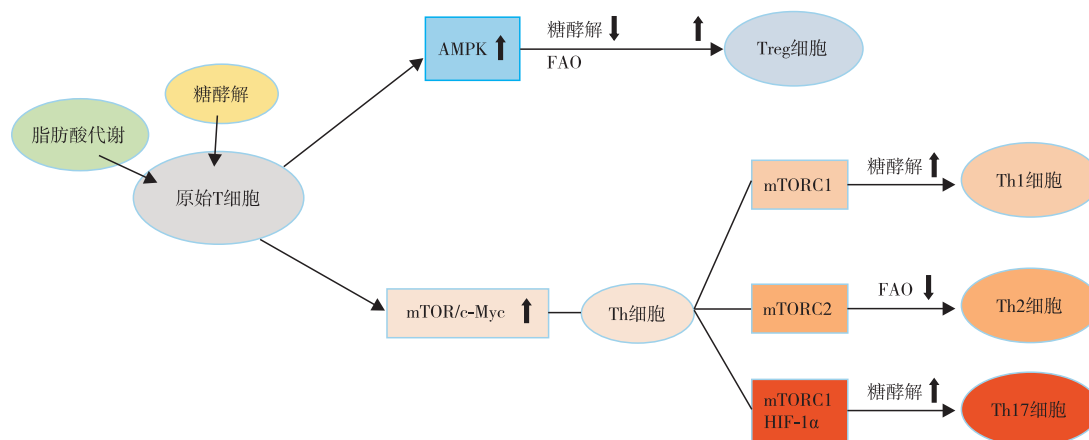 糖酵解
AMPK
FAO
Treg细胞
糖酵解
脂肪酸代谢
原始T细胞
mTORC1
糖酵解
Th1细胞
mTOR/c-Myc
Th细胞
mTORC2
FAO
Th2细胞
mTORC1
HIF-1α
糖酵解
Th17细胞